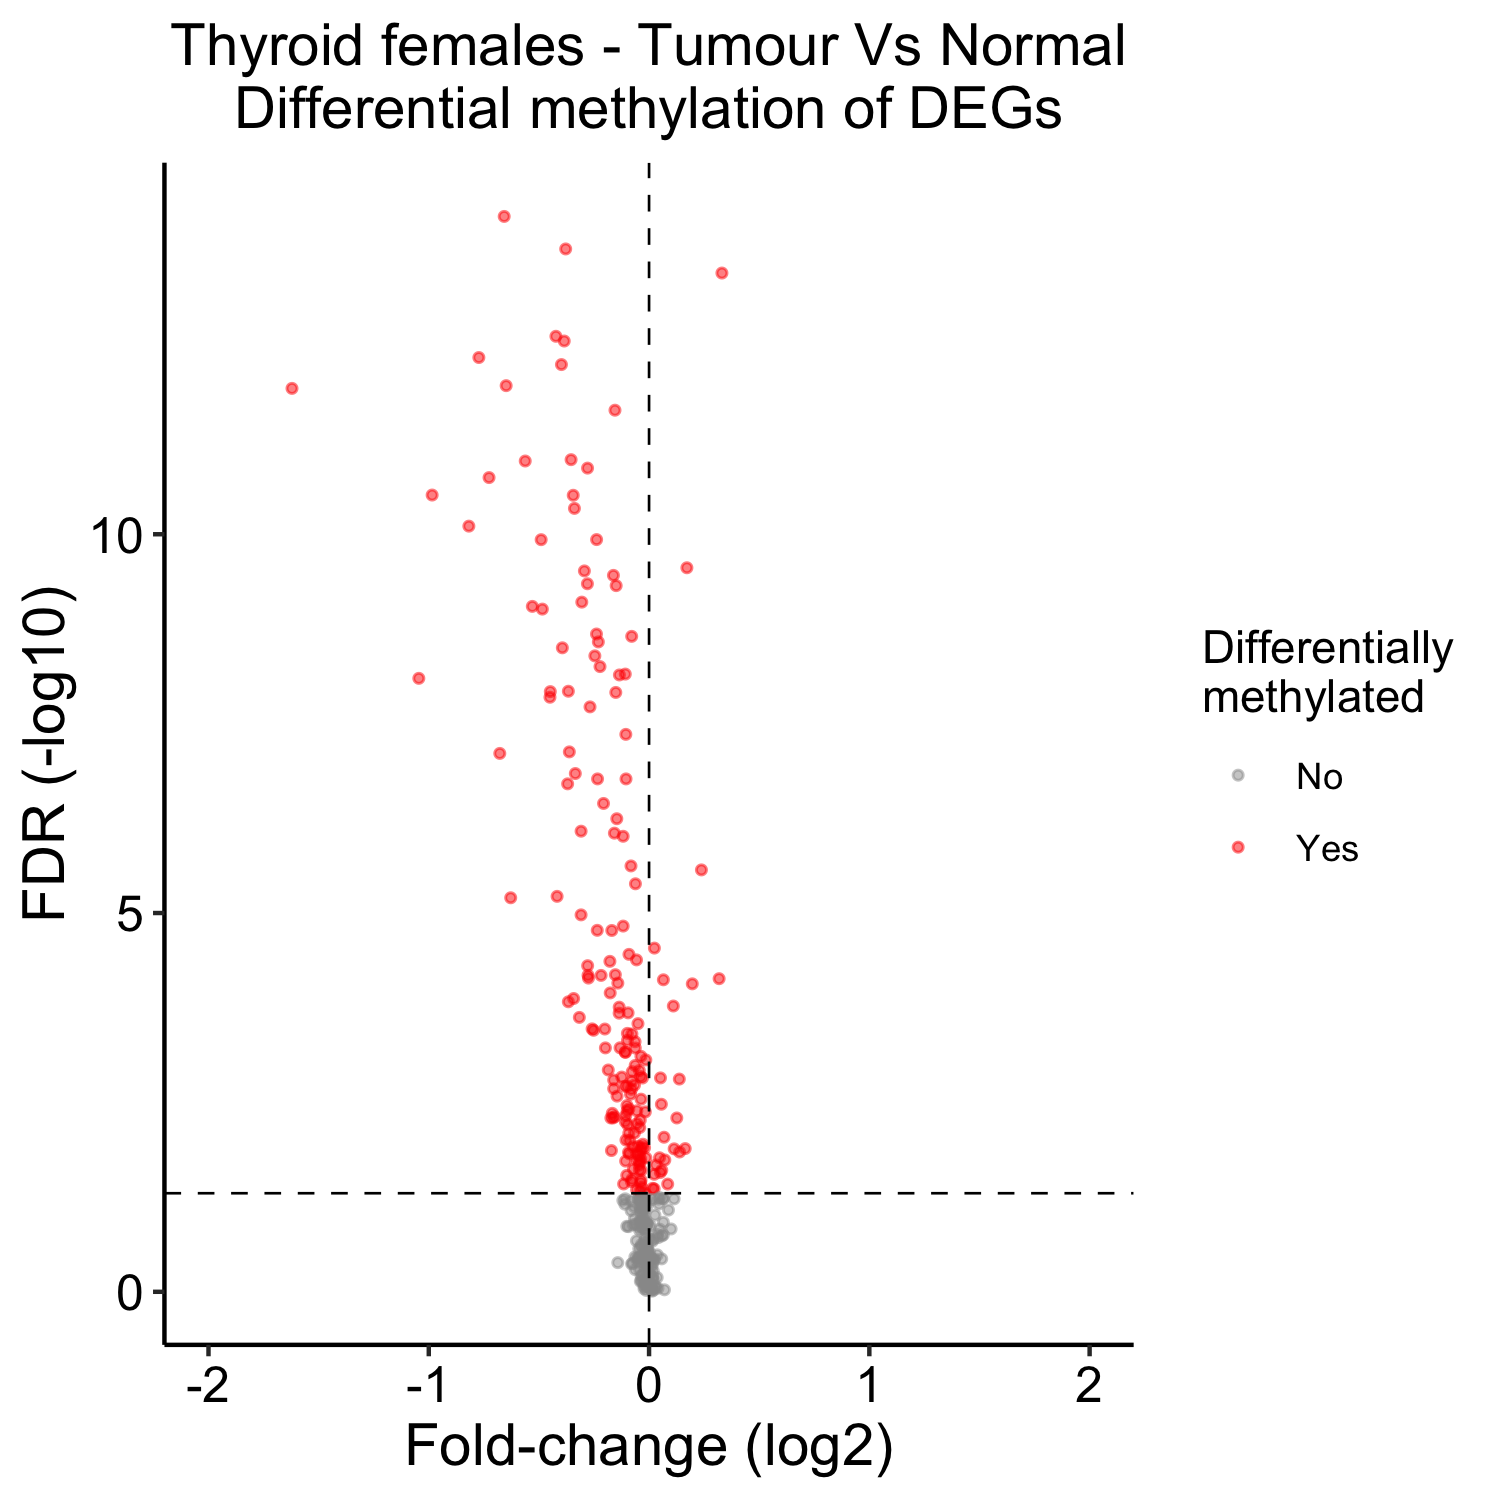 Thyroid females - Tumour Vs Normal
Differential methylation of DEGs
FDR (-log10)
10
5
0
-2
-1
0
1
2
Fold-change (log2)
Differentially
methylated
No
Yes